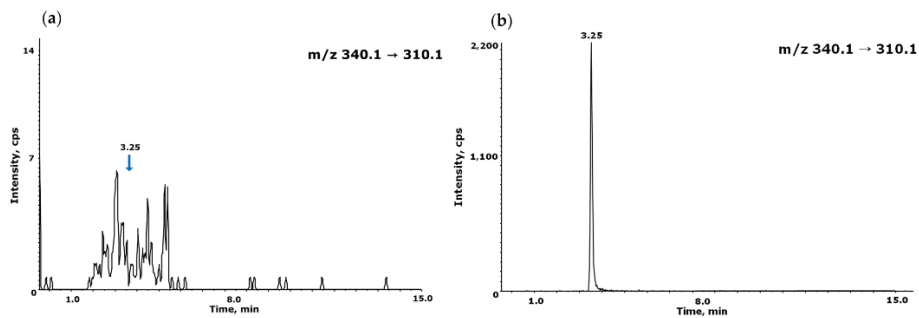 (a)
14
m/z 340.1 → 310.1
Intensity, cps
7
3.25
0
1.0
8.0
15.0
Time, min
(b)
3.25
2,200
m/z 340.1 → 310.1
Intensity, cps
1,100
0
1.0
8.0
15.0
Time, min